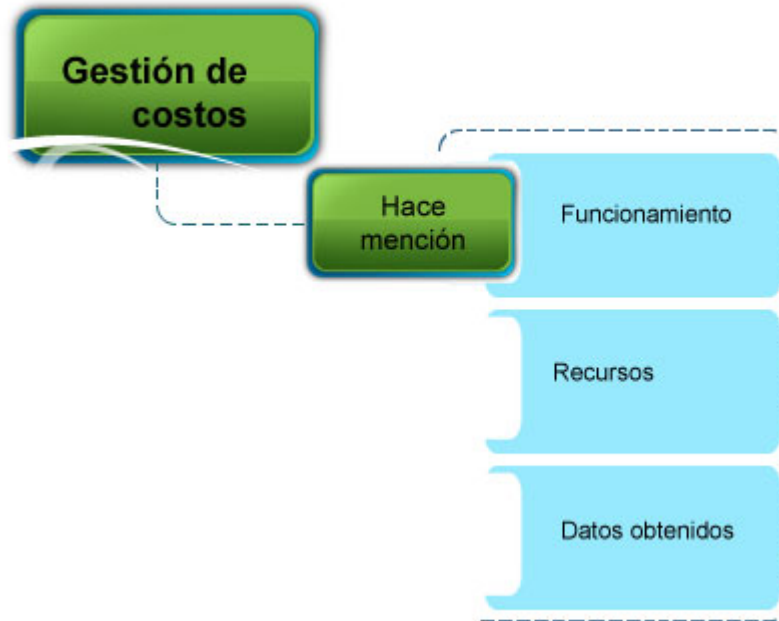 Gestión de
costos
Hace
mención
Funcionamiento
Recursos
Datos obtenidos